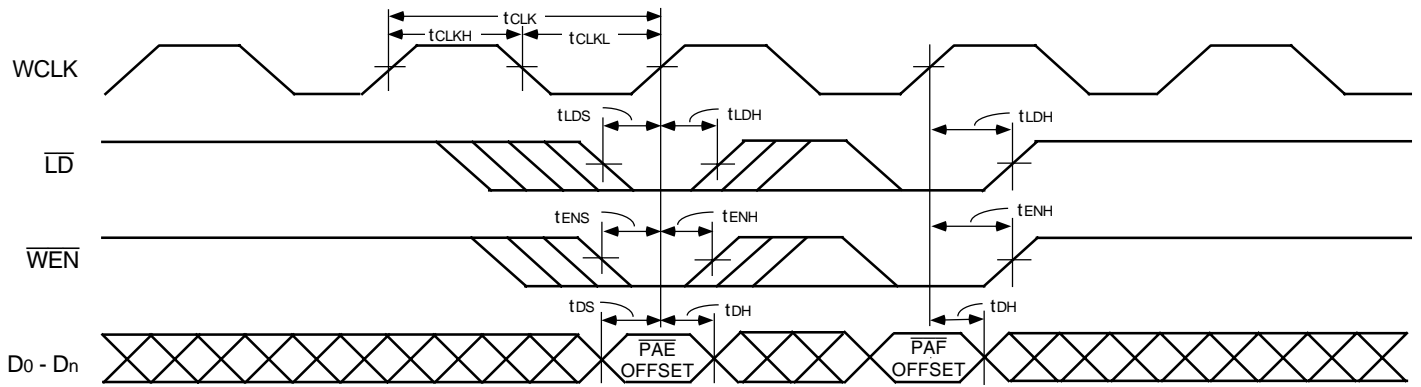 tCLK
tCLKH tCLKL
WCLK
tLDS tLDH tLDH
LD
tENS tENH tENH
WEN
tDS tDH tDH
D0 - Dn PAE OFFSET PAF OFFSET